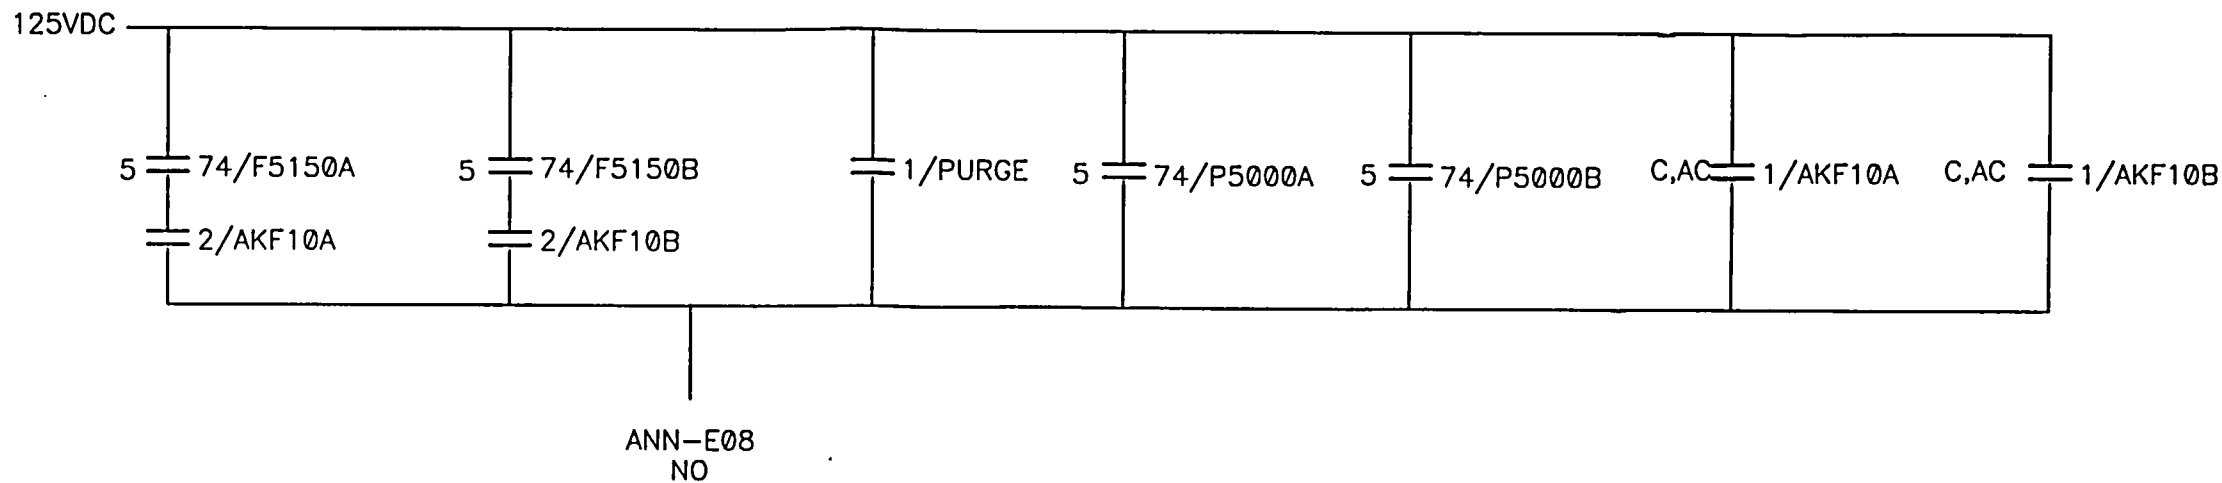 125VDC
5 74/F5150A
5 74/F5150B
1/PURGE
5 74/P5000A
5 74/P5000B
C,AC 1/AKF10A
C,AC 1/AKF10B
2/AKF10A
2/AKF10B
ANN-E08
NO